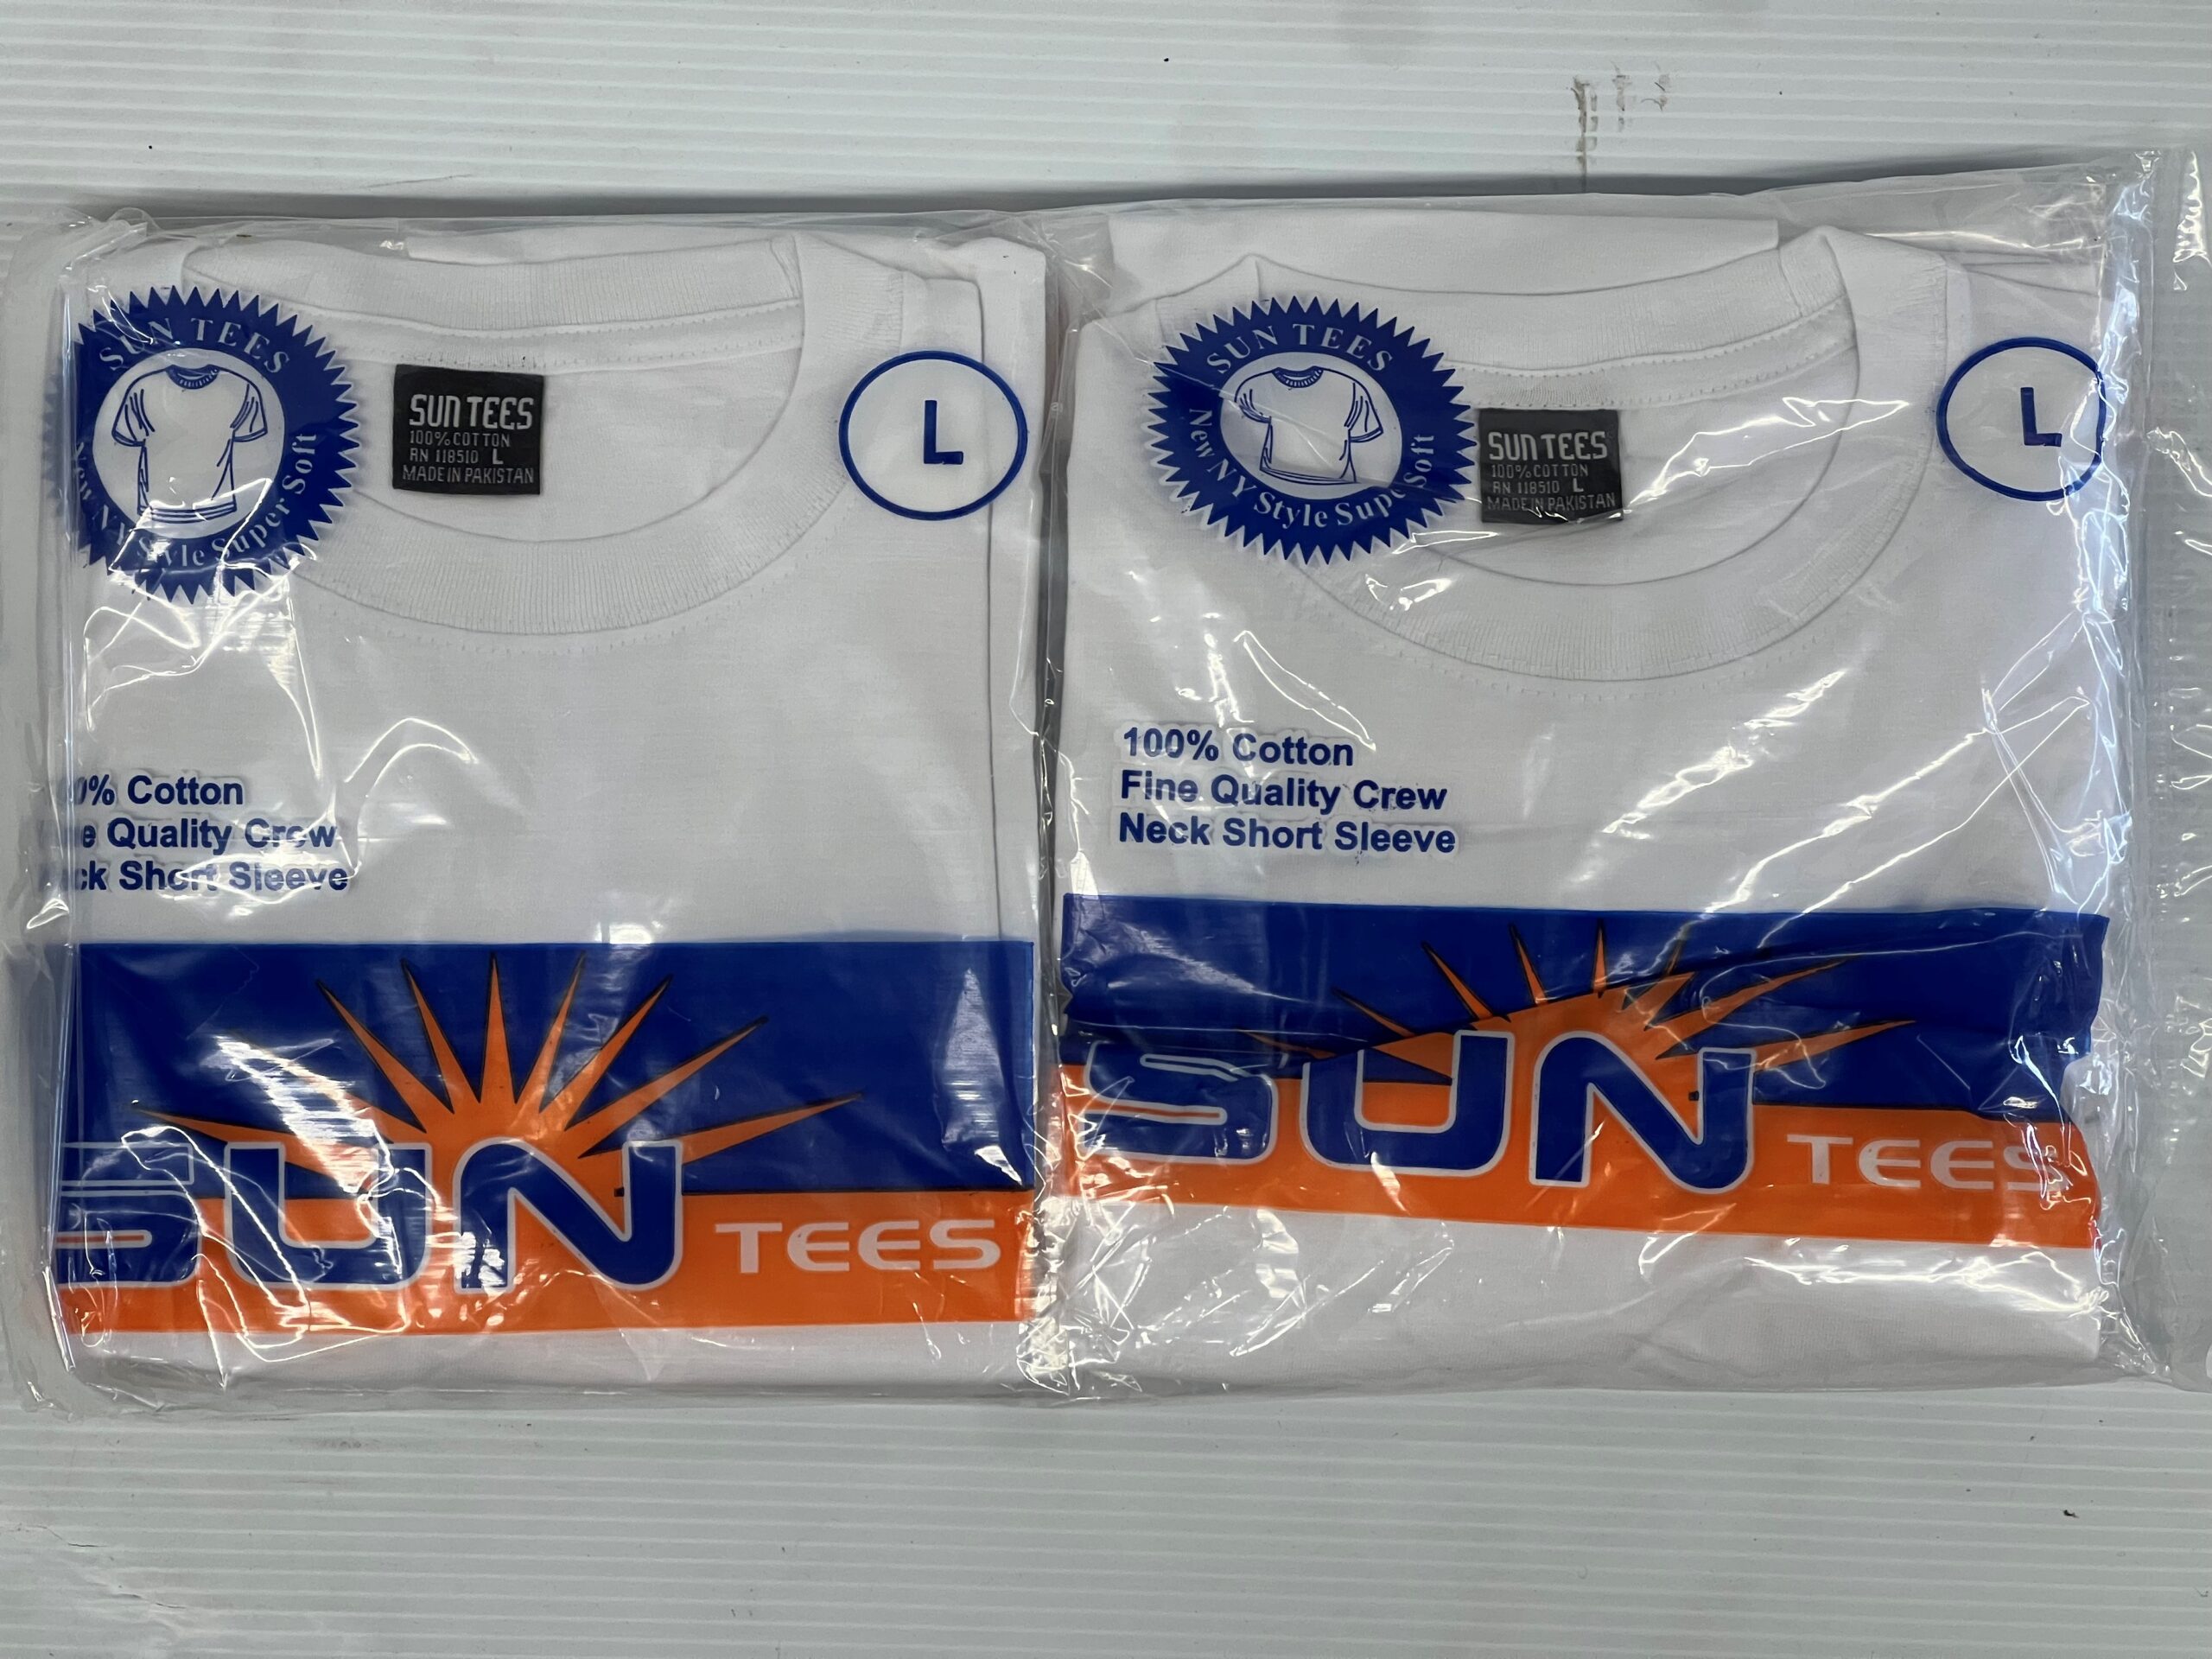 SUN TEES
New NY Style Super Soft
SUN TEES
100% COTTON
RN 118510 L
MADE IN PAKISTAN
L
0% Cotton
e Quality Crew
ck Short Sleeve
SUN TEES
SUN TEES
New NY Style Supe Soft
SUN TEES
100% COTTON
RN 118510 L
MADE IN PAKISTAN
L
100% Cotton
Fine Quality Crew
Neck Short Sleeve
SUN TEES